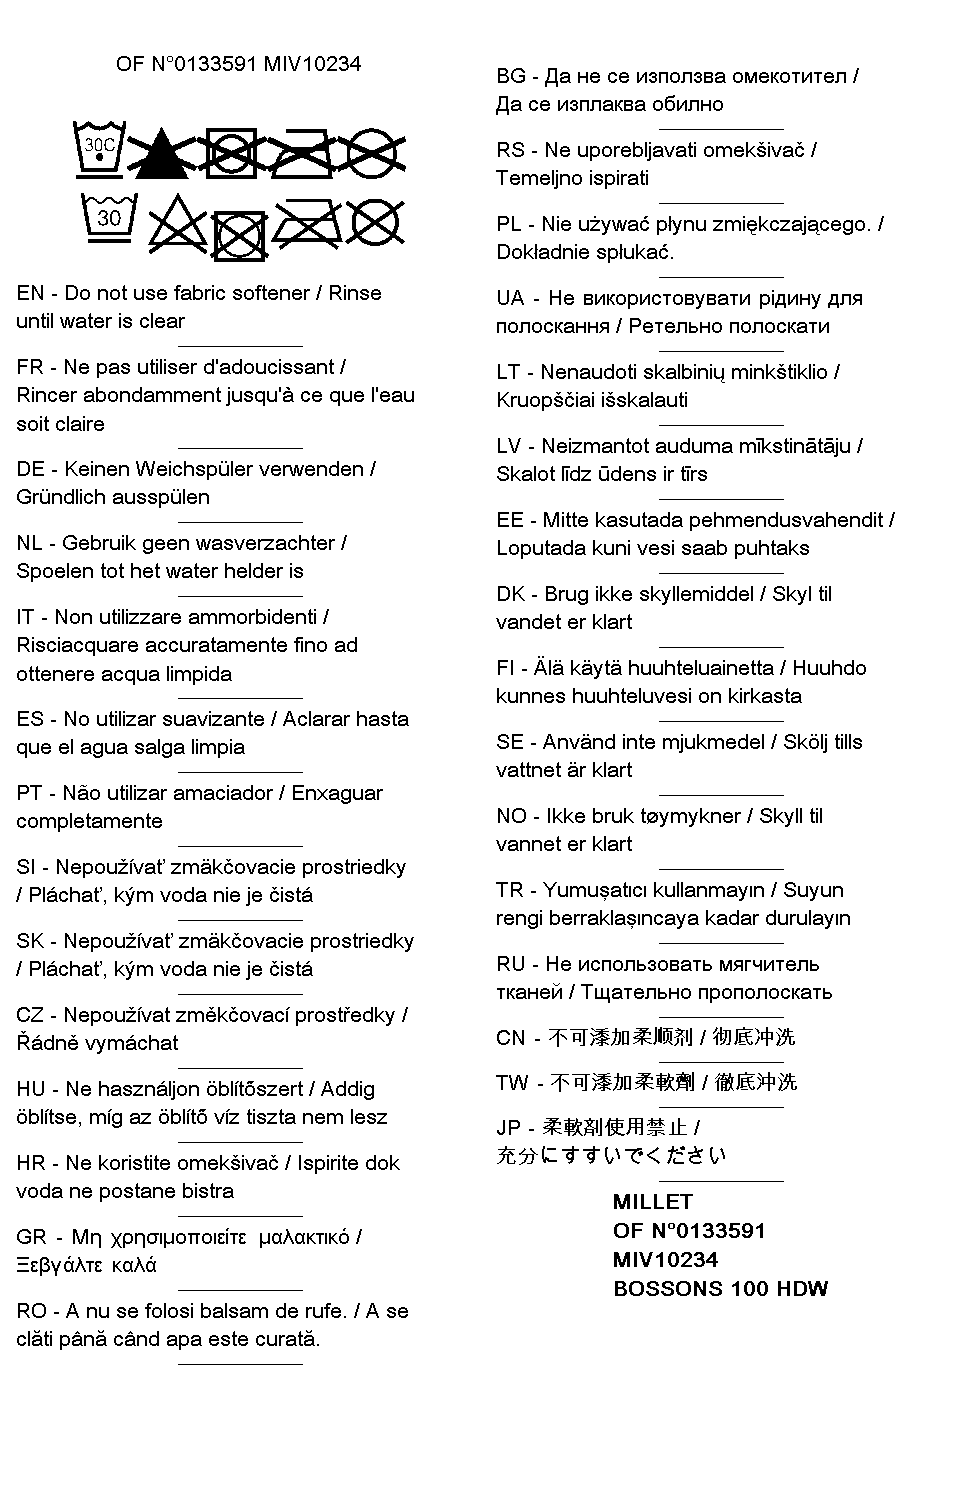 OF N°0133591 MIV10234
30C
30
EN - Do not use fabric softener / Rinse
until water is clear
FR - Ne pas utiliser d'adoucissant /
Rincer abondamment jusqu'à ce que l'eau
soit claire
DE - Keinen Weichspüler verwenden /
Gründlich ausspülen
NL - Gebruik geen wasverzachter /
Spoelen tot het water helder is
IT - Non utilizzare ammorbidenti /
Risciacquare accuratamente fino ad
ottenere acqua limpida
ES - No utilizar suavizante / Aclarar hasta
que el agua salga limpia
PT - Não utilizar amaciador / Enxaguar
completamente
SI - Nepoužívať zmäkčovacie prostriedky
/ Pláchať, kým voda nie je čistá
SK - Nepoužívať zmäkčovacie prostriedky
/ Pláchať, kým voda nie je čistá
CZ - Nepoužívat změkčovací prostředky /
Řádně vymáchat
HU - Ne használjon öblítőszert / Addig
öblítse, míg az öblítő víz tiszta nem lesz
HR - Ne koristite omekšivač / Ispirite dok
voda ne postane bistra
GR - Μη χρησιμοποιείτε μαλακτικό /
Ξεβγάλτε καλά
RO - A nu se folosi balsam de rufe. / A se
clăti până când apa este curată.
BG - Да не се използва омекотител /
Да се изплаква обилно
RS - Ne uporebljavati omekšivač /
Temeljno ispirati
PL - Nie używać płynu zmiękczającego. /
Dokładnie spłukać.
UA - Не використовувати рідину для
полоскання / Ретельно полоскати
LT - Nenaudoti skalbinių minkštiklio /
Kruopščiai išskalauti
LV - Neizmantot auduma mīkstinātāju /
Skalot līdz ūdens ir tīrs
EE - Mitte kasutada pehmendusvahendit /
Loputada kuni vesi saab puhtaks
DK - Brug ikke skyllemiddel / Skyl til
vandet er klart
FI - Älä käytä huuhteluainetta / Huuhdo
kunnes huuhteluvesi on kirkasta
SE - Använd inte mjukmedel / Skölj tills
vattnet är klart
NO - Ikke bruk tøymykner / Skyll til
vannet er klart
TR - Yumuşatıcı kullanmayın / Suyun
rengi berraklaşıncaya kadar durulayın
RU - Не использовать мягчитель
тканей / Тщательно прополоскать
CN - 不可漆加柔顺剂 / 彻底冲洗
TW - 不可漆加柔軟劑 / 徹底沖洗
JP - 柔軟剤使用禁止 /
充分にすすいでください
MILLET
OF N°0133591
MIV10234
BOSSONS 100 HDW